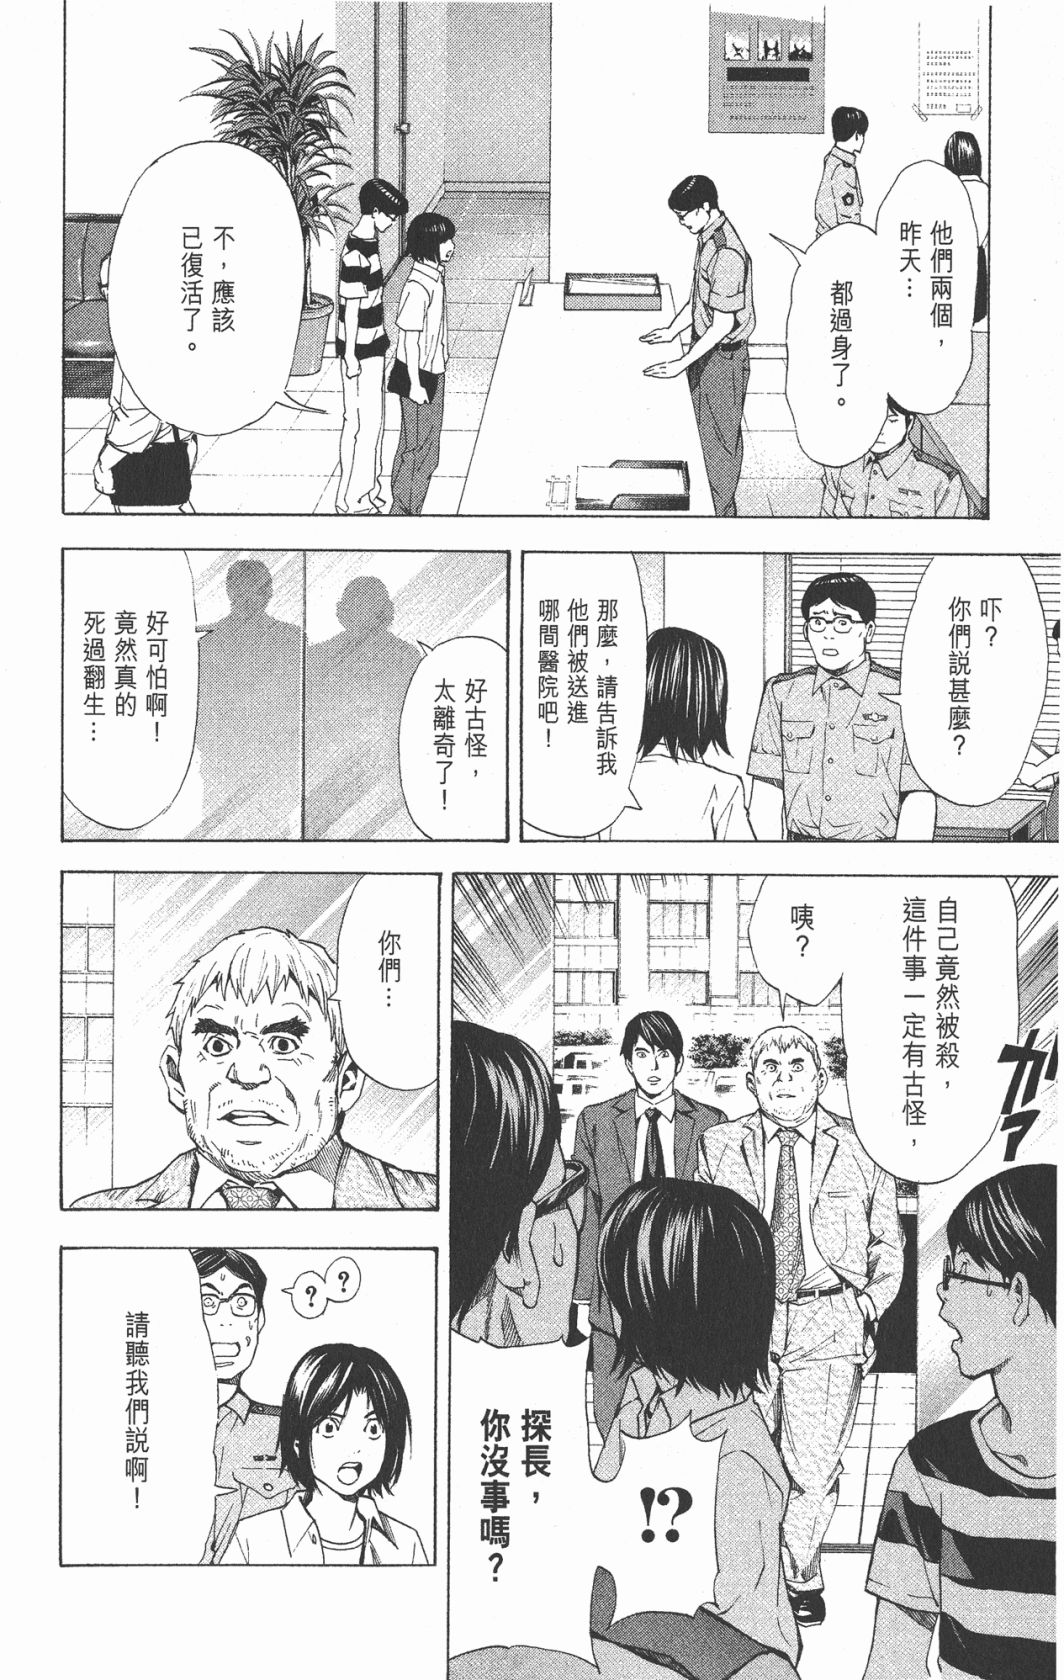 他們兩個，
昨天…
都過身了。
不，應該
已復活了。
吓？
你們説甚麼？
那麼，請告訴我
他們被送進
哪間醫院吧！
好古怪，
太離奇了！
好可怕啊！
竟然真的
死過翻生…
自己竟然被殺，
這件事一定有古怪，
咦？
ガァ
!?
探長，
你沒事嗎？
你們…
？
？
請聽我們説啊！